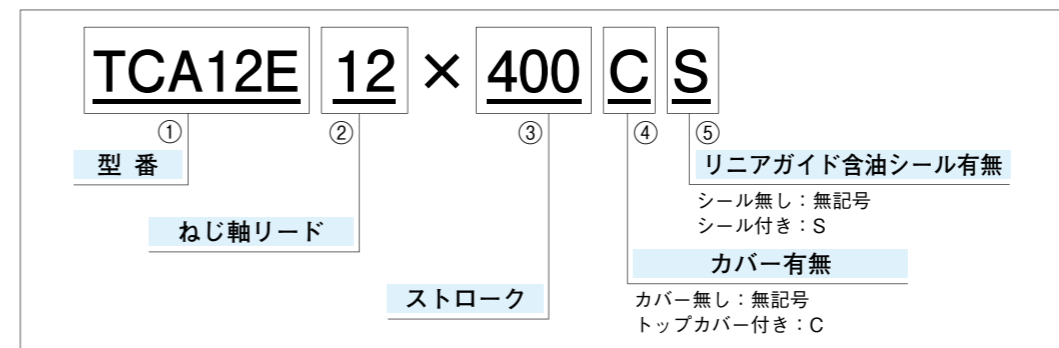 TCA12E 12 × 400 C S
① ② ③ ④ ⑤
型 番
リニアガイド含油シール有無
シール無し：無記号
シール付き：S
ねじ軸リード
カバー有無
ストローク
カバー無し：無記号
トップカバー付き：C